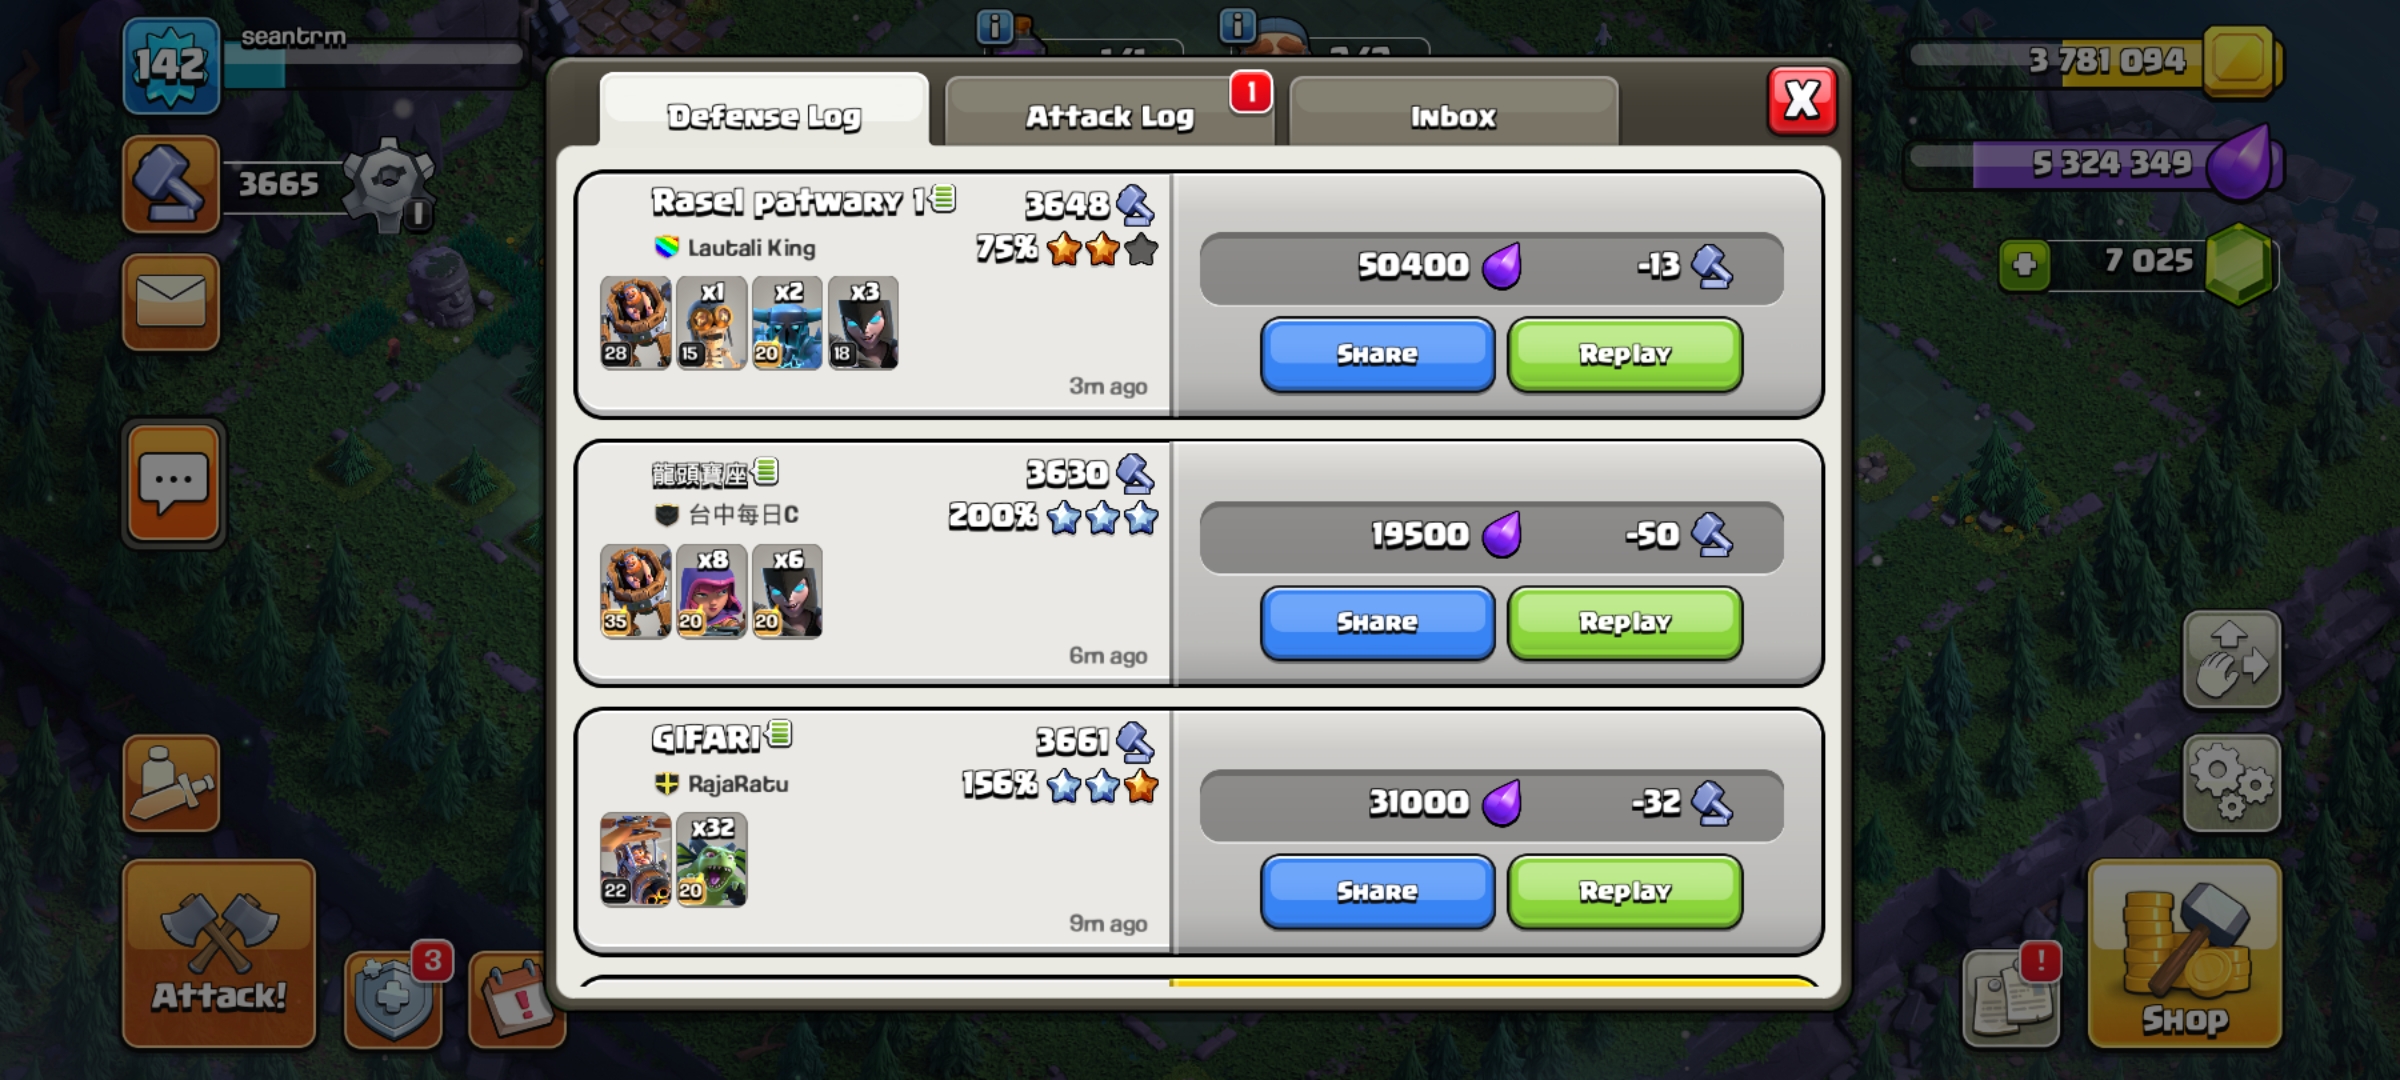 142
seantrm
3 781 094
Defense Log
Attack Log
1
Inbox
X
3665
5 324 349
7 025
Rasel patwary 1
3648
Lautali King
75%
50400
-13
x1
x2
x3
28
15
20
18
Share
Replay
3m ago
龍頭寶座
3630
台中每日C
200%
19500
-50
x8
x6
35
20
20
Share
Replay
6m ago
GIFARI
3661
RajaRatu
156%
31000
-32
x32
22
20
Share
Replay
9m ago
Attack!
3
!
Shop